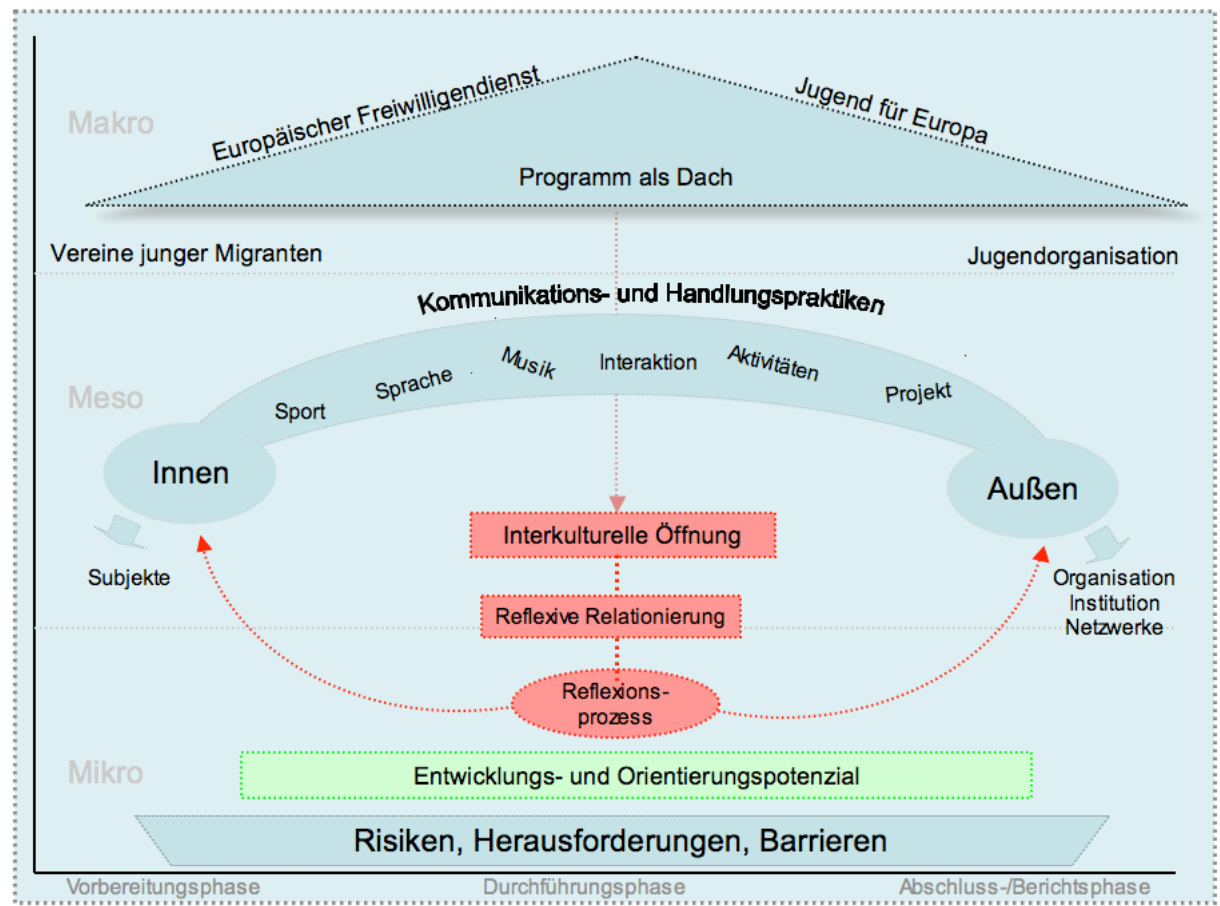 Makro
Europäischer Freiwilligendienst
Jugend für Europa
Programm als Dach
Vereine junger Migranten
Jugendorganisation
Kommunikations- und Handlungspraktiken
Meso
Sport
Sprache
Musik
Interaktion
Aktivitäten
Projekt
Innen
Außen
Interkulturelle Öffnung
Subjekte
Organisation
Institution
Netzwerke
Reflexive Relationierung
Reflexions-
prozess
Mikro
Entwicklungs- und Orientierungspotenzial
Risiken, Herausforderungen, Barrieren
Vorbereitungsphase
Durchführungsphase
Abschluss-/Berichtsphase